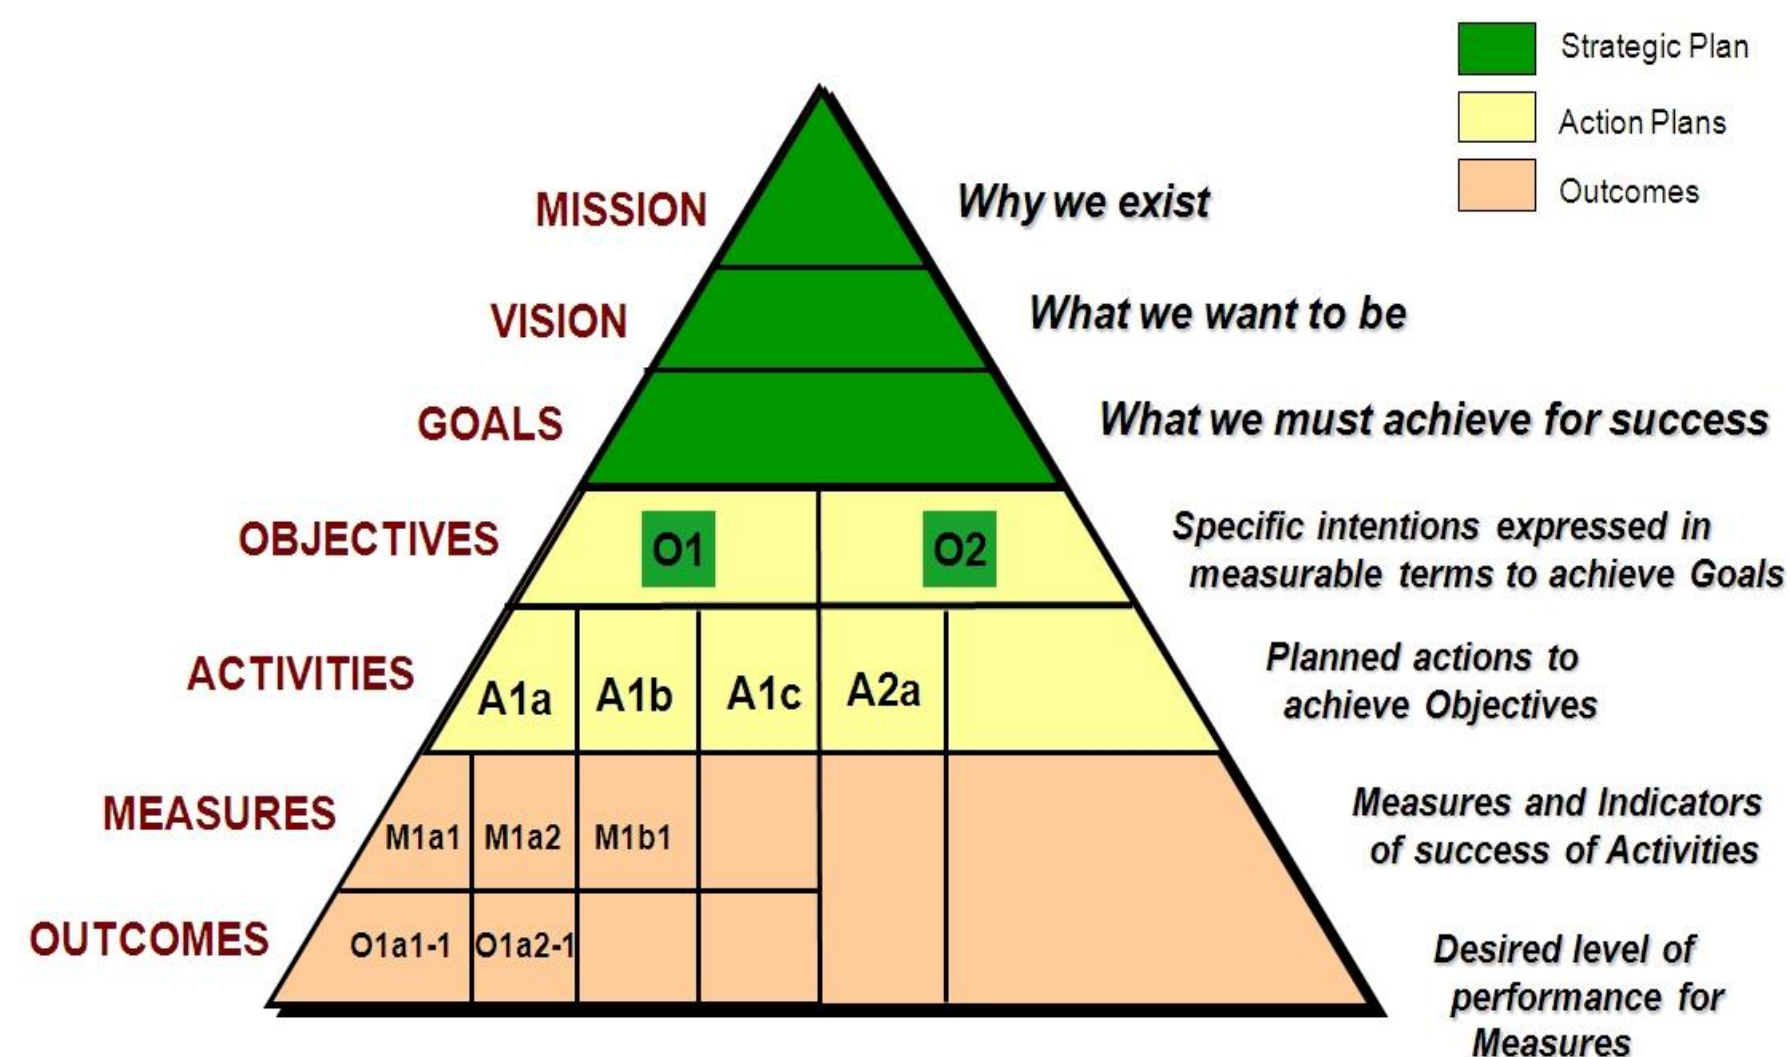 Strategic Plan
Action Plans
Outcomes
MISSION
Why we exist
VISION
What we want to be
GOALS
What we must achieve for success
OBJECTIVES
O1
O2
Specific intentions expressed in
measurable terms to achieve Goals
ACTIVITIES
A1a
A1b
A1c
A2a
Planned actions to
achieve Objectives
MEASURES
M1a1
M1a2
M1b1
Measures and Indicators
of success of Activities
OUTCOMES
O1a1-1
O1a2-1
Desired level of
performance for
Measures